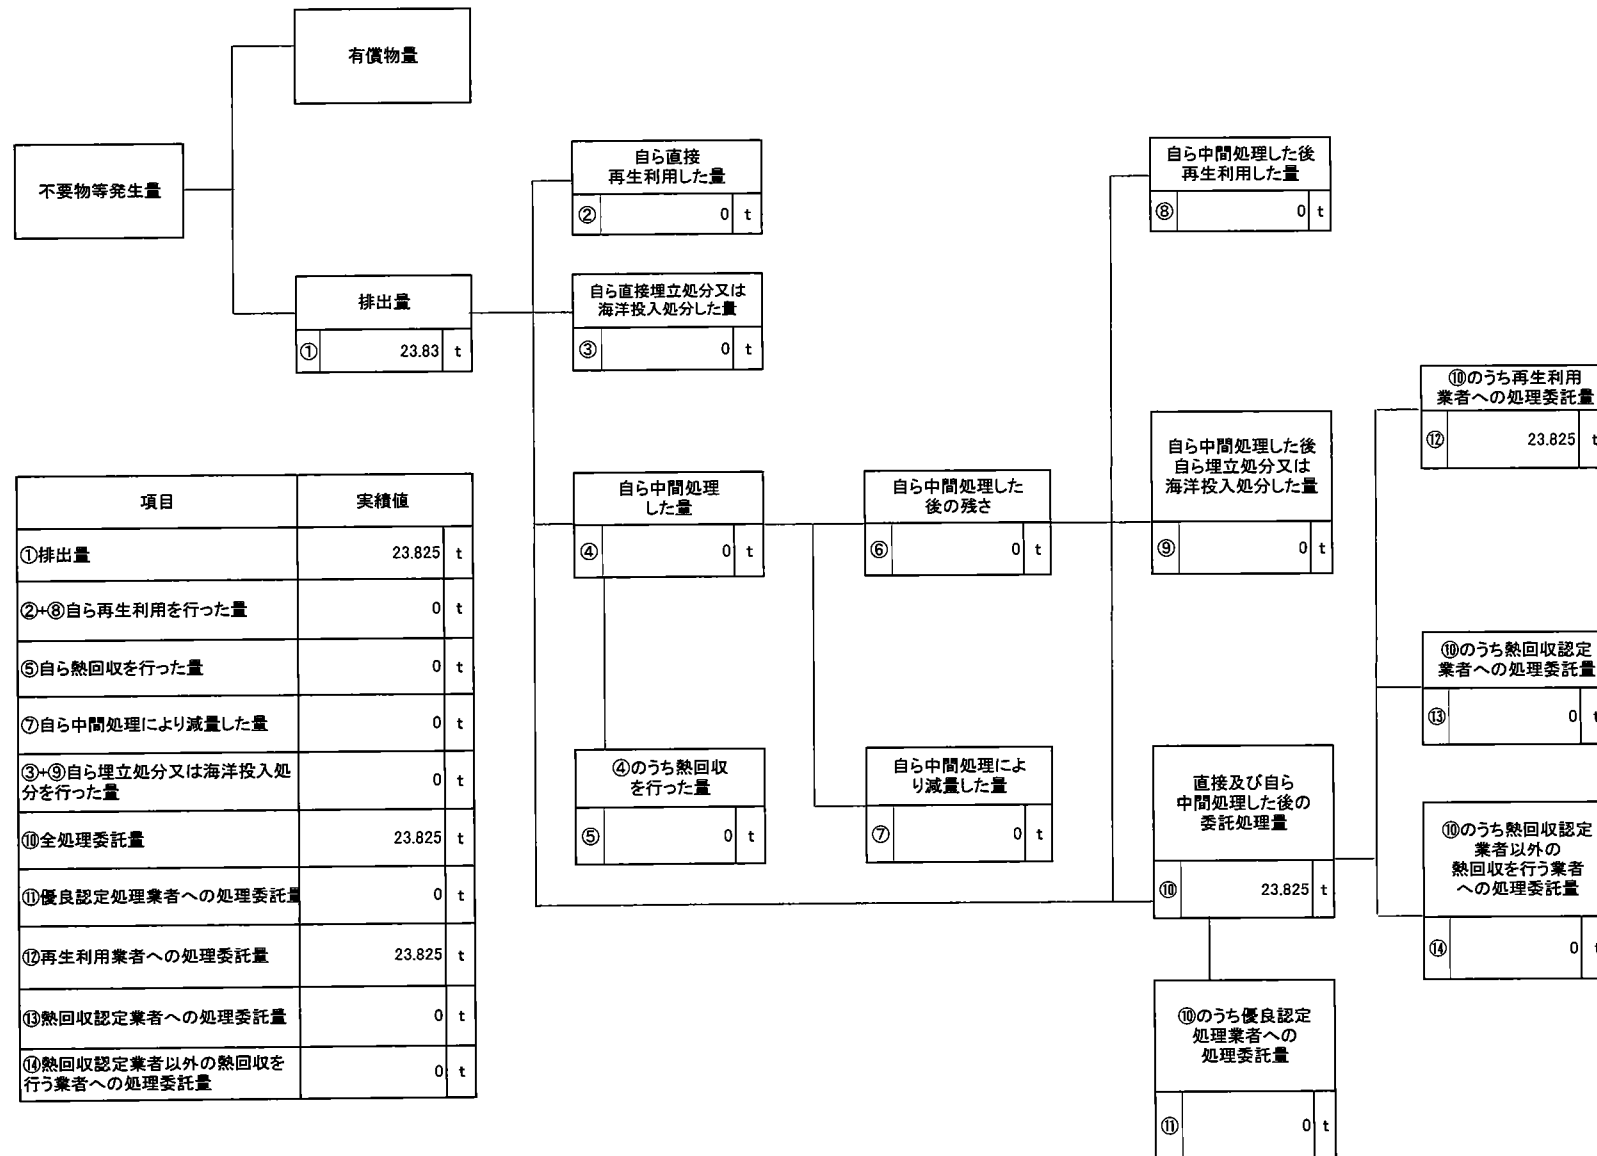 有償物量
不要物等発生量
排出量
① 23.83 t
自ら直接
再生利用した量
② 0 t
自ら直接埋立処分又は
海洋投入処分した量
③ 0 t
自ら中間処理
した量
④ 0 t
④のうち熱回収
を行った量
⑤ 0 t
自ら中間処理した
後の残さ
⑥ 0 t
自ら中間処理によ
り減量した量
⑦ 0 t
自ら中間処理した後
再生利用した量
⑧ 0 t
自ら中間処理した後
自ら埋立処分又は
海洋投入処分した量
⑨ 0 t
直接及び自ら
中間処理した後の
委託処理量
⑩ 23.825 t
⑩のうち優良認定
処理業者への
処理委託量
⑪ 0 t
⑩のうち再生利用
業者への処理委託量
⑫ 23.825 t
⑩のうち熱回収認定
業者への処理委託量
⑬ 0 t
⑩のうち熱回収認定
業者以外の
熱回収を行う業者
への処理委託量
⑭ 0 t
項目 実績値
①排出量 23.825 t
②+⑧自ら再生利用を行った量 0 t
⑤自ら熱回収を行った量 0 t
⑦自ら中間処理により減量した量 0 t
③+⑨自ら埋立処分又は海洋投入処
分を行った量 0 t
⑩全処理委託量 23.825 t
⑪優良認定処理業者への処理委託量 0 t
⑫再生利用業者への処理委託量 23.825 t
⑬熱回収認定業者への処理委託量 0 t
⑭熱回収認定業者以外の熱回収を
行う業者への処理委託量 0 t